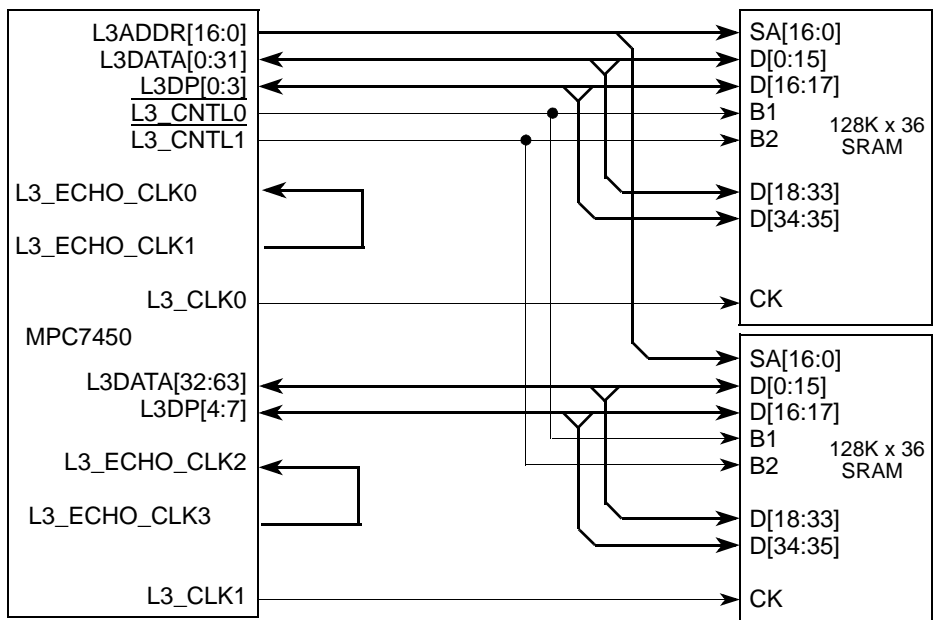 L3ADDR[16:0]
L3DATA[0:31]
L3DP[0:3]
L3_CNTL0
L3_CNTL1
L3_ECHO_CLK0
L3_ECHO_CLK1
L3_CLK0
MPC7450
L3DATA[32:63]
L3DP[4:7]
L3_ECHO_CLK2
L3_ECHO_CLK3
L3_CLK1
SA[16:0]
D[0:15]
D[16:17]
B1
B2
128K x 36
SRAM
D[18:33]
D[34:35]
CK
SA[16:0]
D[0:15]
D[16:17]
B1
B2
128K x 36
SRAM
D[18:33]
D[34:35]
CK